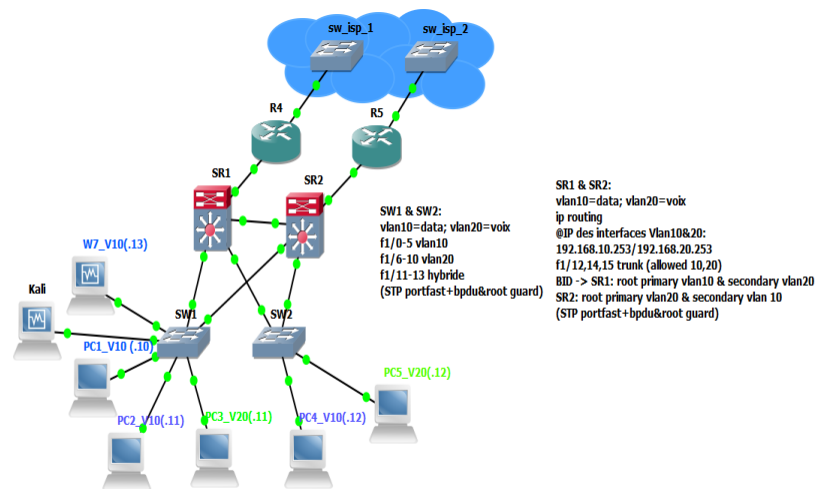 sw_isp_1
sw_isp_2
R4
R5
SR1
SR2
SW1 & SW2:
vlan10=data; vlan20=voix
f1/0-5 vlan10
f1/6-10 vlan20
f1/11-13 hybride
(STP portfast+bpdu&root guard)
SR1 & SR2:
vlan10=data; vlan20=voix
ip routing
@IP des interfaces Vlan10&20:
192.168.10.253/192.168.20.253
f1/12,14,15 trunk (allowed 10,20)
BID -> SR1: root primary vlan10 & secondary vlan20
SR2: root primary vlan20 & secondary vlan 10
(STP portfast+bpdu&root guard)
W7_V10(.13)
Kali
SW1
SW2
PC1_V10 (.10)
PC5_V20(.12)
PC2_V10(.11)
PC3_V20(.11)
PC4_V10(.12)